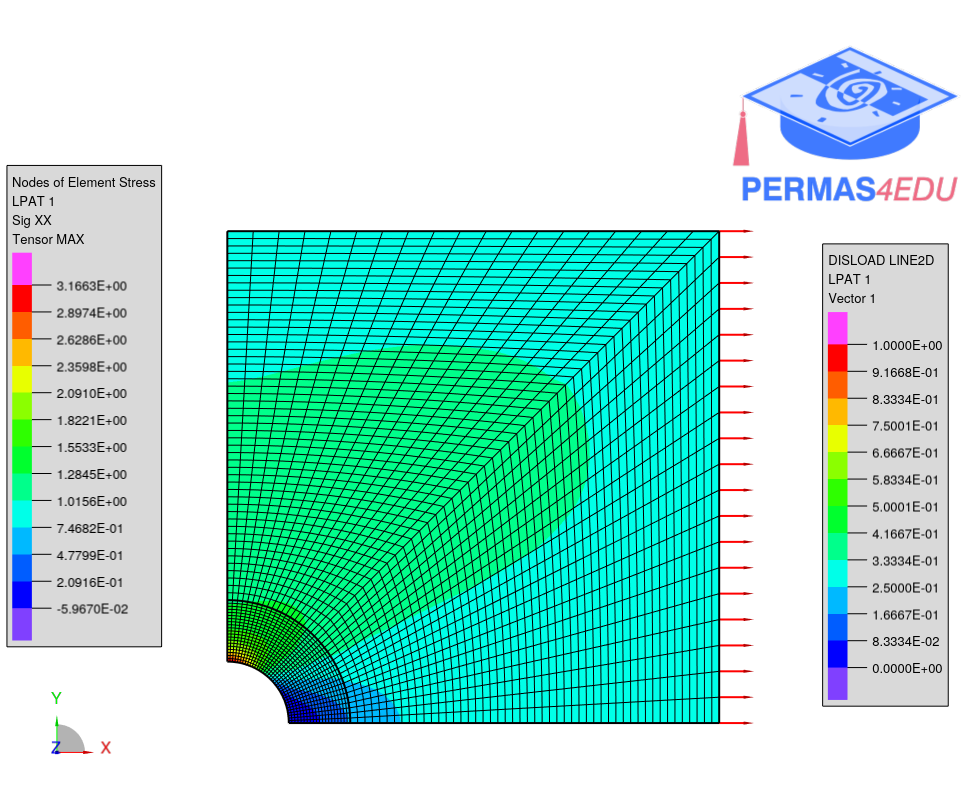 PERMAS4EDU
Nodes of Element Stress
LPAT 1
Sig XX
Tensor MAX
3.1663E+00
2.8974E+00
2.6286E+00
2.3598E+00
2.0910E+00
1.8221E+00
1.5533E+00
1.2845E+00
1.0156E+00
7.4682E-01
4.7799E-01
2.0916E-01
-5.9670E-02
DISLOAD LINE2D
LPAT 1
Vector 1
1.0000E+00
9.1668E-01
8.3334E-01
7.5001E-01
6.6667E-01
5.8334E-01
5.0001E-01
4.1667E-01
3.3334E-01
2.5000E-01
1.6667E-01
8.3334E-02
0.0000E+00
Y
Z
X